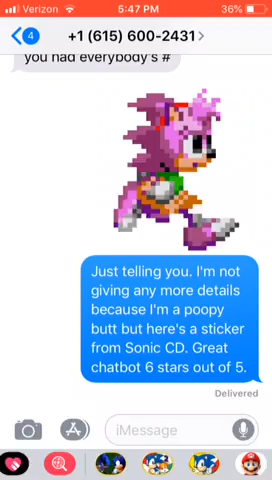 Verizon 5:47 PM 36%
4 +1 (615) 600-2431 >
you had everybody's #
Just telling you. I'm not
giving any more details
because I'm a poopy
butt but here's a sticker
from Sonic CD. Great
chatbot 6 stars out of 5.
Delivered
iMessage